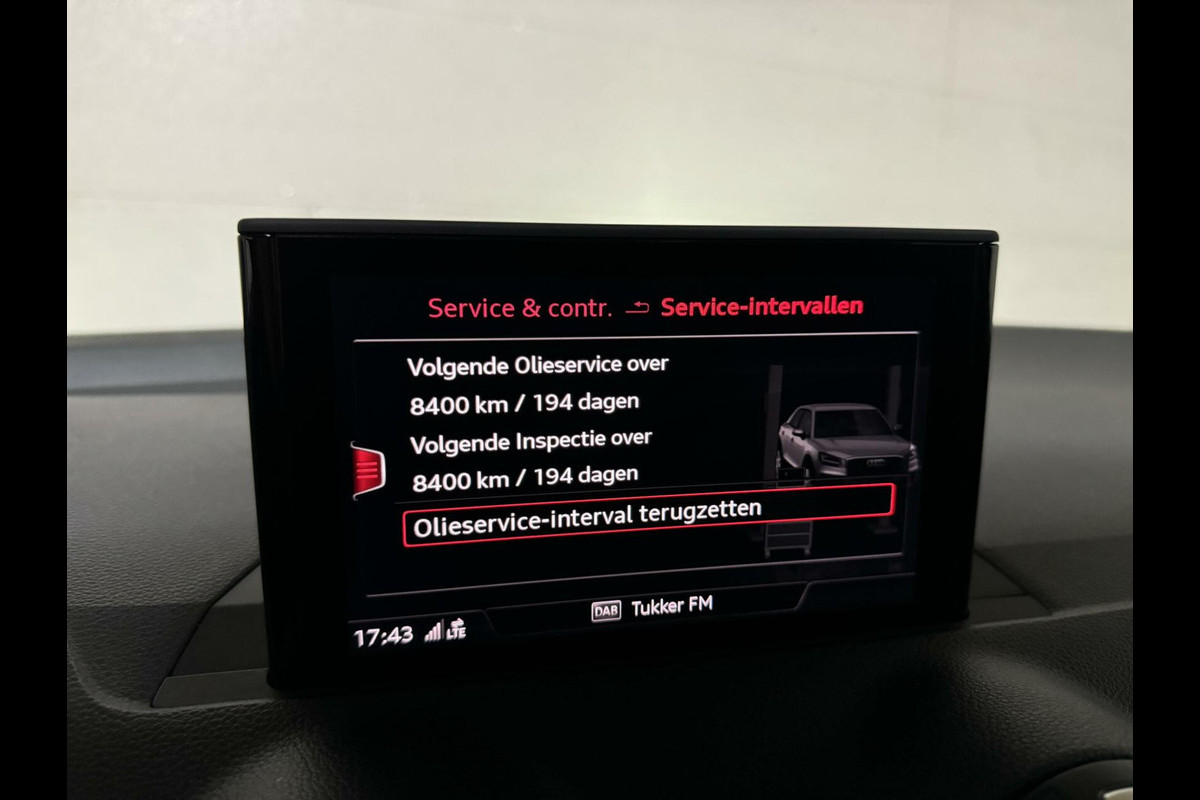 Service & contr. Service-intervallen
Volgende Olieservice over
8400 km / 194 dagen
Volgende Inspectie over
8400 km / 194 dagen
Olieservice-interval terugzetten
DAB Tukker FM
17:43 LTE